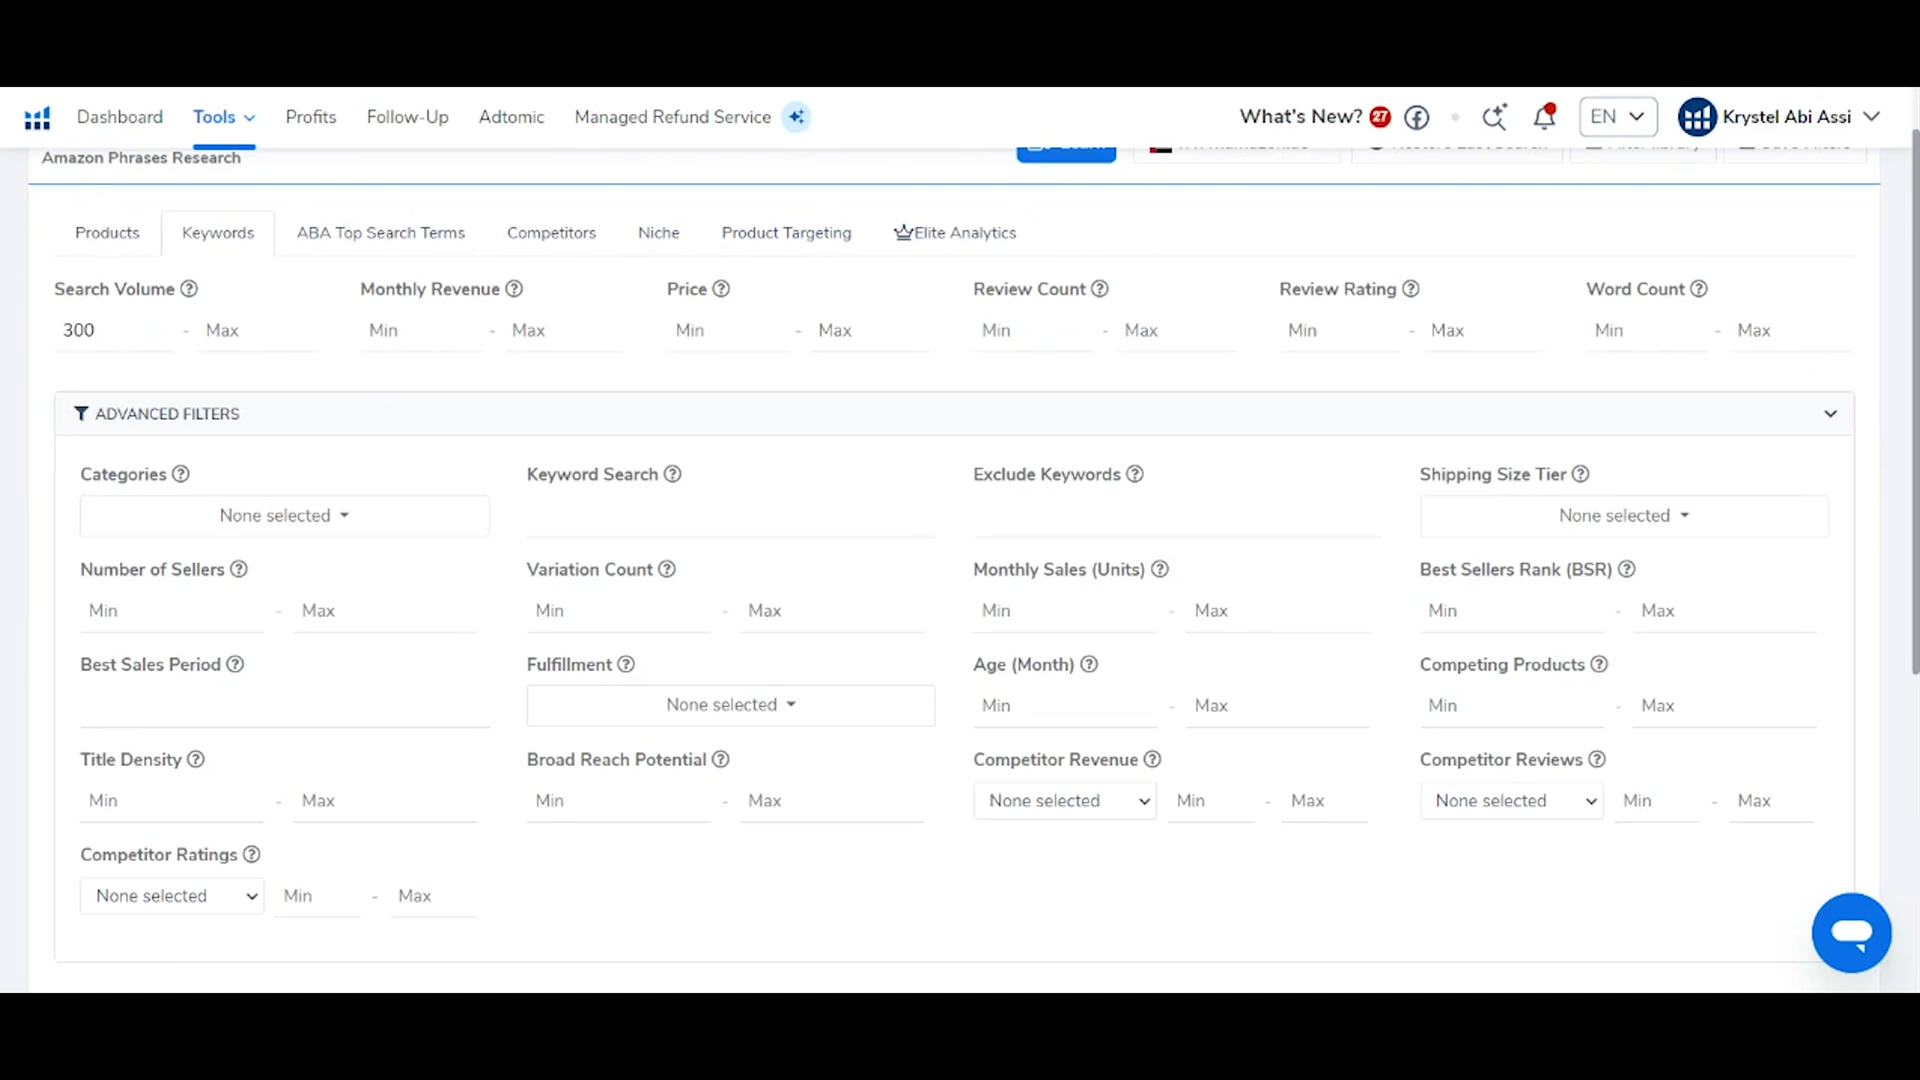 Dashboard Tools Profits Follow-Up Adtomic Managed Refund Service What's New? 27 EN Krystel Abi Assi
Amazon Phrases Research
Products Keywords ABA Top Search Terms Competitors Niche Product Targeting Elite Analytics
Search Volume Monthly Revenue Price Review Count Review Rating Word Count
300 - Max Min - Max Min - Max Min - Max Min - Max Min - Max
ADVANCED FILTERS
Categories Keyword Search Exclude Keywords Shipping Size Tier
None selected None selected
Number of Sellers Variation Count Monthly Sales (Units) Best Sellers Rank (BSR)
Min - Max Min - Max Min - Max Min - Max
Best Sales Period Fulfillment Age (Month) Competing Products
None selected Min - Max Min - Max
Title Density Broad Reach Potential Competitor Revenue Competitor Reviews
Min - Max Min - Max None selected Min - Max None selected Min - Max
Competitor Ratings
None selected Min - Max